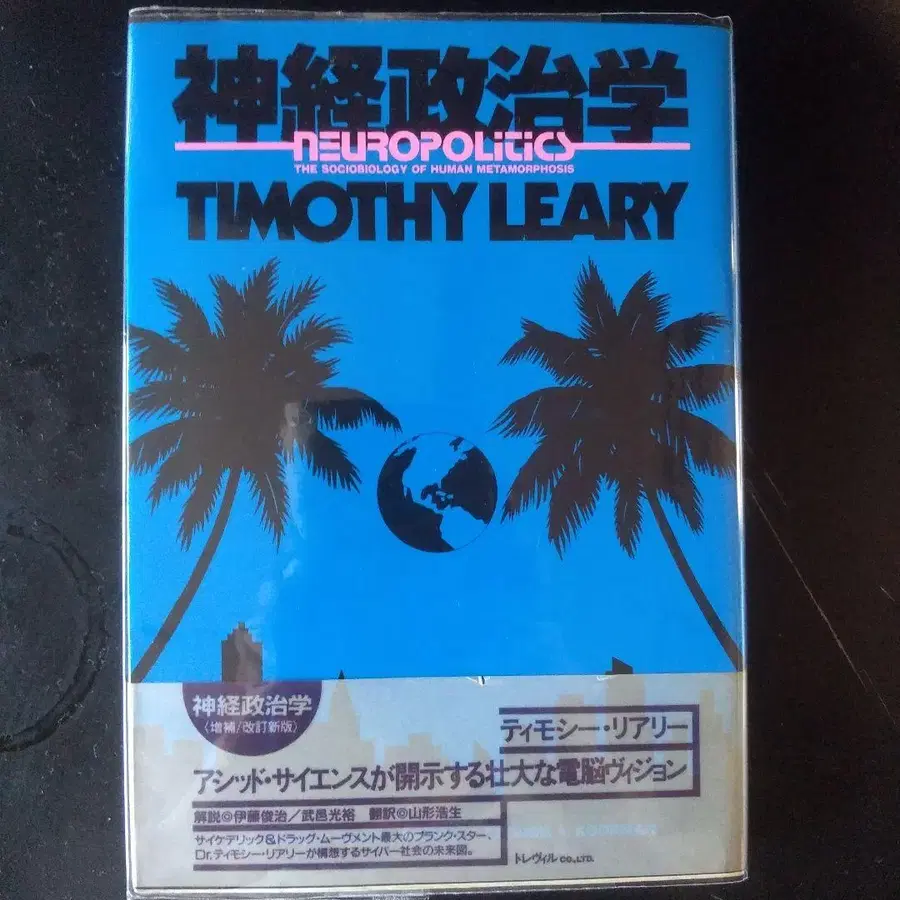 神経政治学
NEUROPOLITICS
THE SOCIOBIOLOGY OF HUMAN METAMORPHOSIS
TIMOTHY LEARY
神経政治学
〈増補/改訂新版〉
ティモシー・リアリー
アシッド・サイエンスが開示する壮大な電脳ヴィジョン
解説◎伊藤俊治／武邑光裕 翻訳◎山形浩生
サイケデリック&ドラッグ・ムーヴメント最大のブランク・スター、
Dr.ティモシー・リアリーが構想するサイバー社会の未来図。
トレヴィル CO.,LTD.